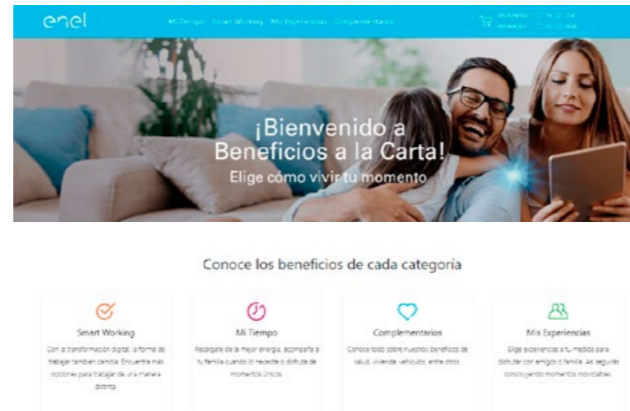 enel
Mi Tiempo Smart Working Mis Experiencias Complementarios
¡Bienvenido a
Beneficios a la Carta!
Elige cómo vivir tu momento
Conoce los beneficios de cada categoría
Smart Working
Con la transformación digital, la forma de
trabajar también cambia. Encuentra más
opciones para trabajar de una manera
distinta.
Mi Tiempo
Recárgate de la mejor energía, acompaña a
tu familia cuando lo necesite o disfruta de
momentos únicos.
Complementarios
Conoce todo sobre nuestros beneficios de
salud, vivienda, vehículos, entre otros.
Mis Experiencias
Elige experiencias a tu medida para
disfrutar con amigos o familia. Así seguirás
construyendo momentos inolvidables.